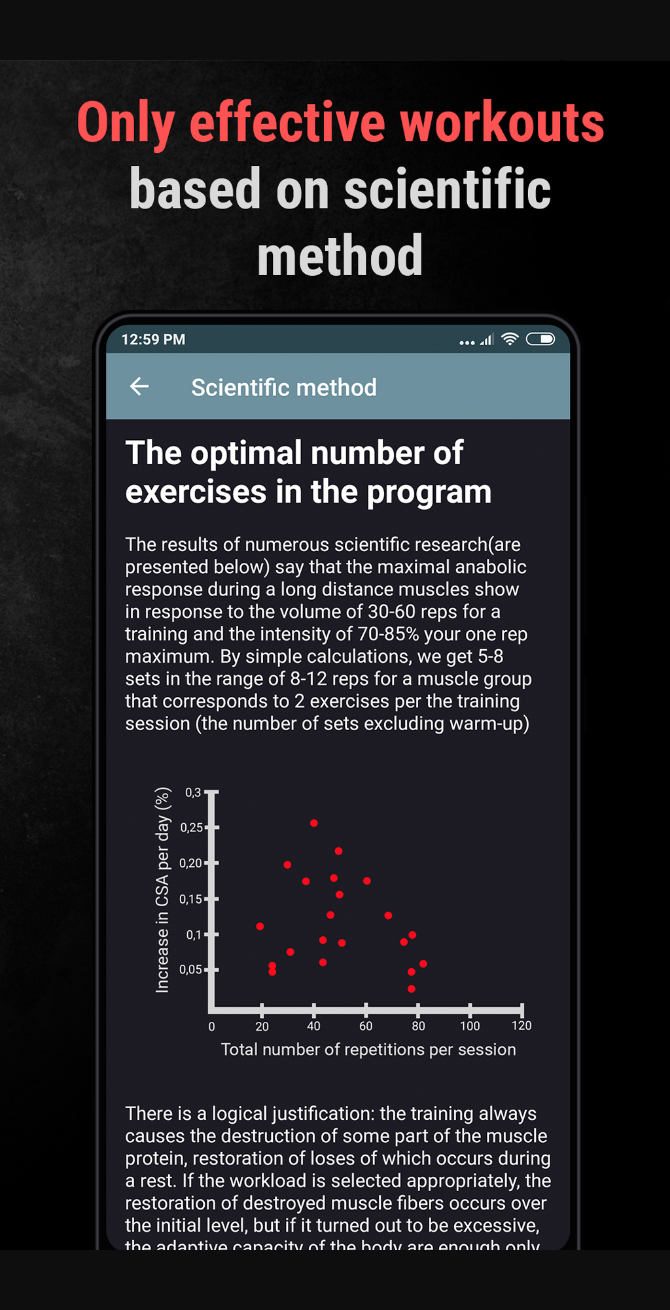 Only effective workouts
based on scientific
method
12:59 PM
Scientific method
The optimal number of
exercises in the program
The results of numerous scientific research(are
presented below) say that the maximal anabolic
response during a long distance muscles show
in response to the volume of 30-60 reps for a
training and the intensity of 70-85% your one rep
maximum. By simple calculations, we get 5-8
sets in the range of 8-12 reps for a muscle group
that corresponds to 2 exercises per the training
session (the number of sets excluding warm-up)
Increase in CSA per day (%)
0,3
0,25
0,20
0,15
0,1
0,05
0 20 40 60 80 100 120
Total number of repetitions per session
There is a logical justification: the training always
causes the destruction of some part of the muscle
protein, restoration of loses of which occurs during
a rest. If the workload is selected appropriately, the
restoration of destroyed muscle fibers occurs over
the initial level, but if it turned out to be excessive,
the adaptive capacity of the body are enough only